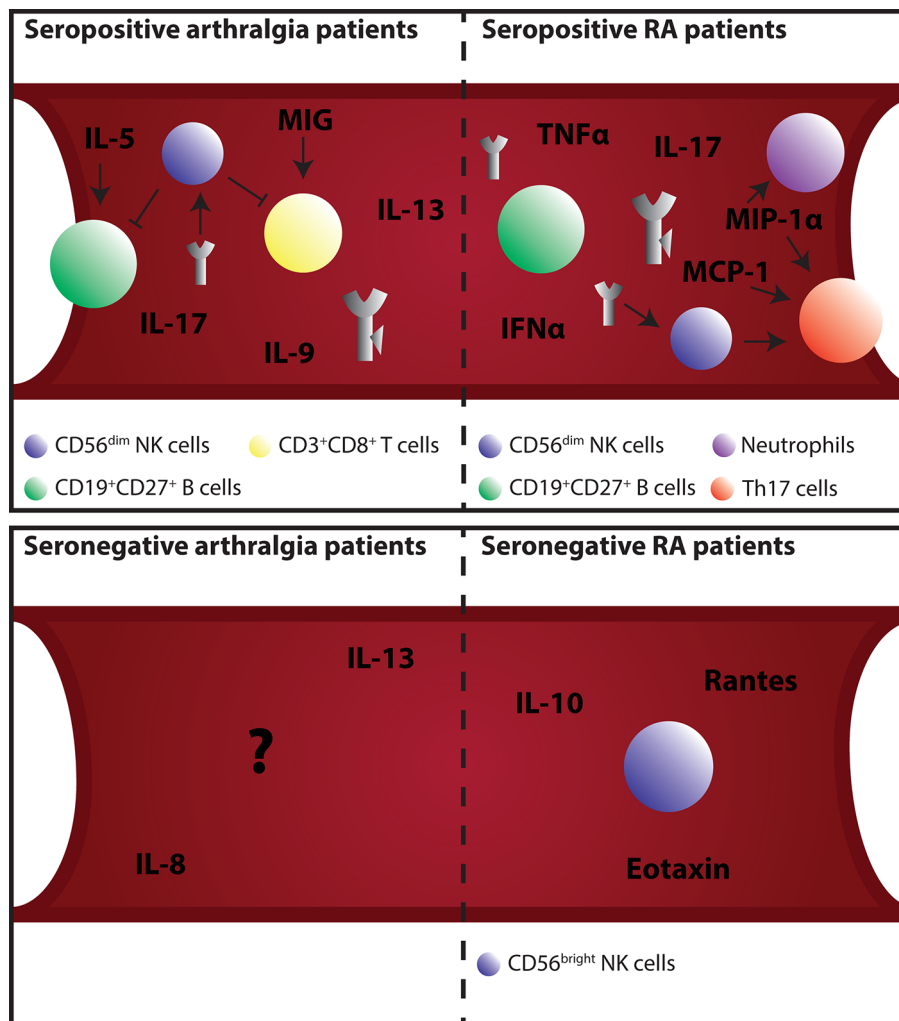 Seropositive arthralgia patients
Seropositive RA patients
IL-5
MIG
IL-13
IL-17
IL-9
TNFα
IL-17
MIP-1α
MCP-1
IFNα
CD56dim NK cells
CD3+CD8+ T cells
CD19+CD27+ B cells
CD56dim NK cells
Neutrophils
CD19+CD27+ B cells
Th17 cells
Seronegative arthralgia patients
Seronegative RA patients
IL-13
?
IL-8
Rantes
IL-10
Eotaxin
CD56bright NK cells